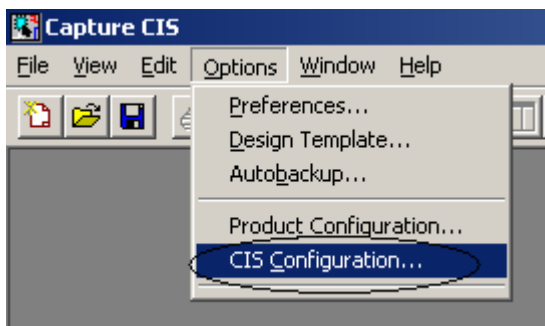 Capture CIS
File View Edit Options Window Help
Preferences...
Design Template...
Autobackup...
Product Configuration...
CIS Configuration...